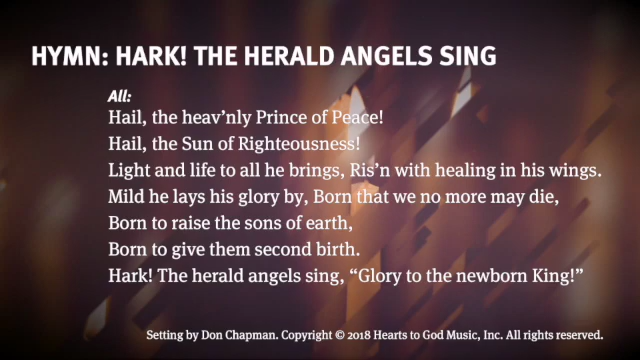 HYMN: HARK! THE HERALD ANGELS SING
All:
Hail, the heav’nly Prince of Peace!
Hail, the Sun of Righteousness!
Light and life to all he brings, Ris’n with healing in his wings.
Mild he lays his glory by, Born that we no more may die,
Born to raise the sons of earth,
Born to give them second birth.
Hark! The herald angels sing, “Glory to the newborn King!”
Setting by Don Chapman. Copyright © 2018 Hearts to God Music, Inc. All rights reserved.